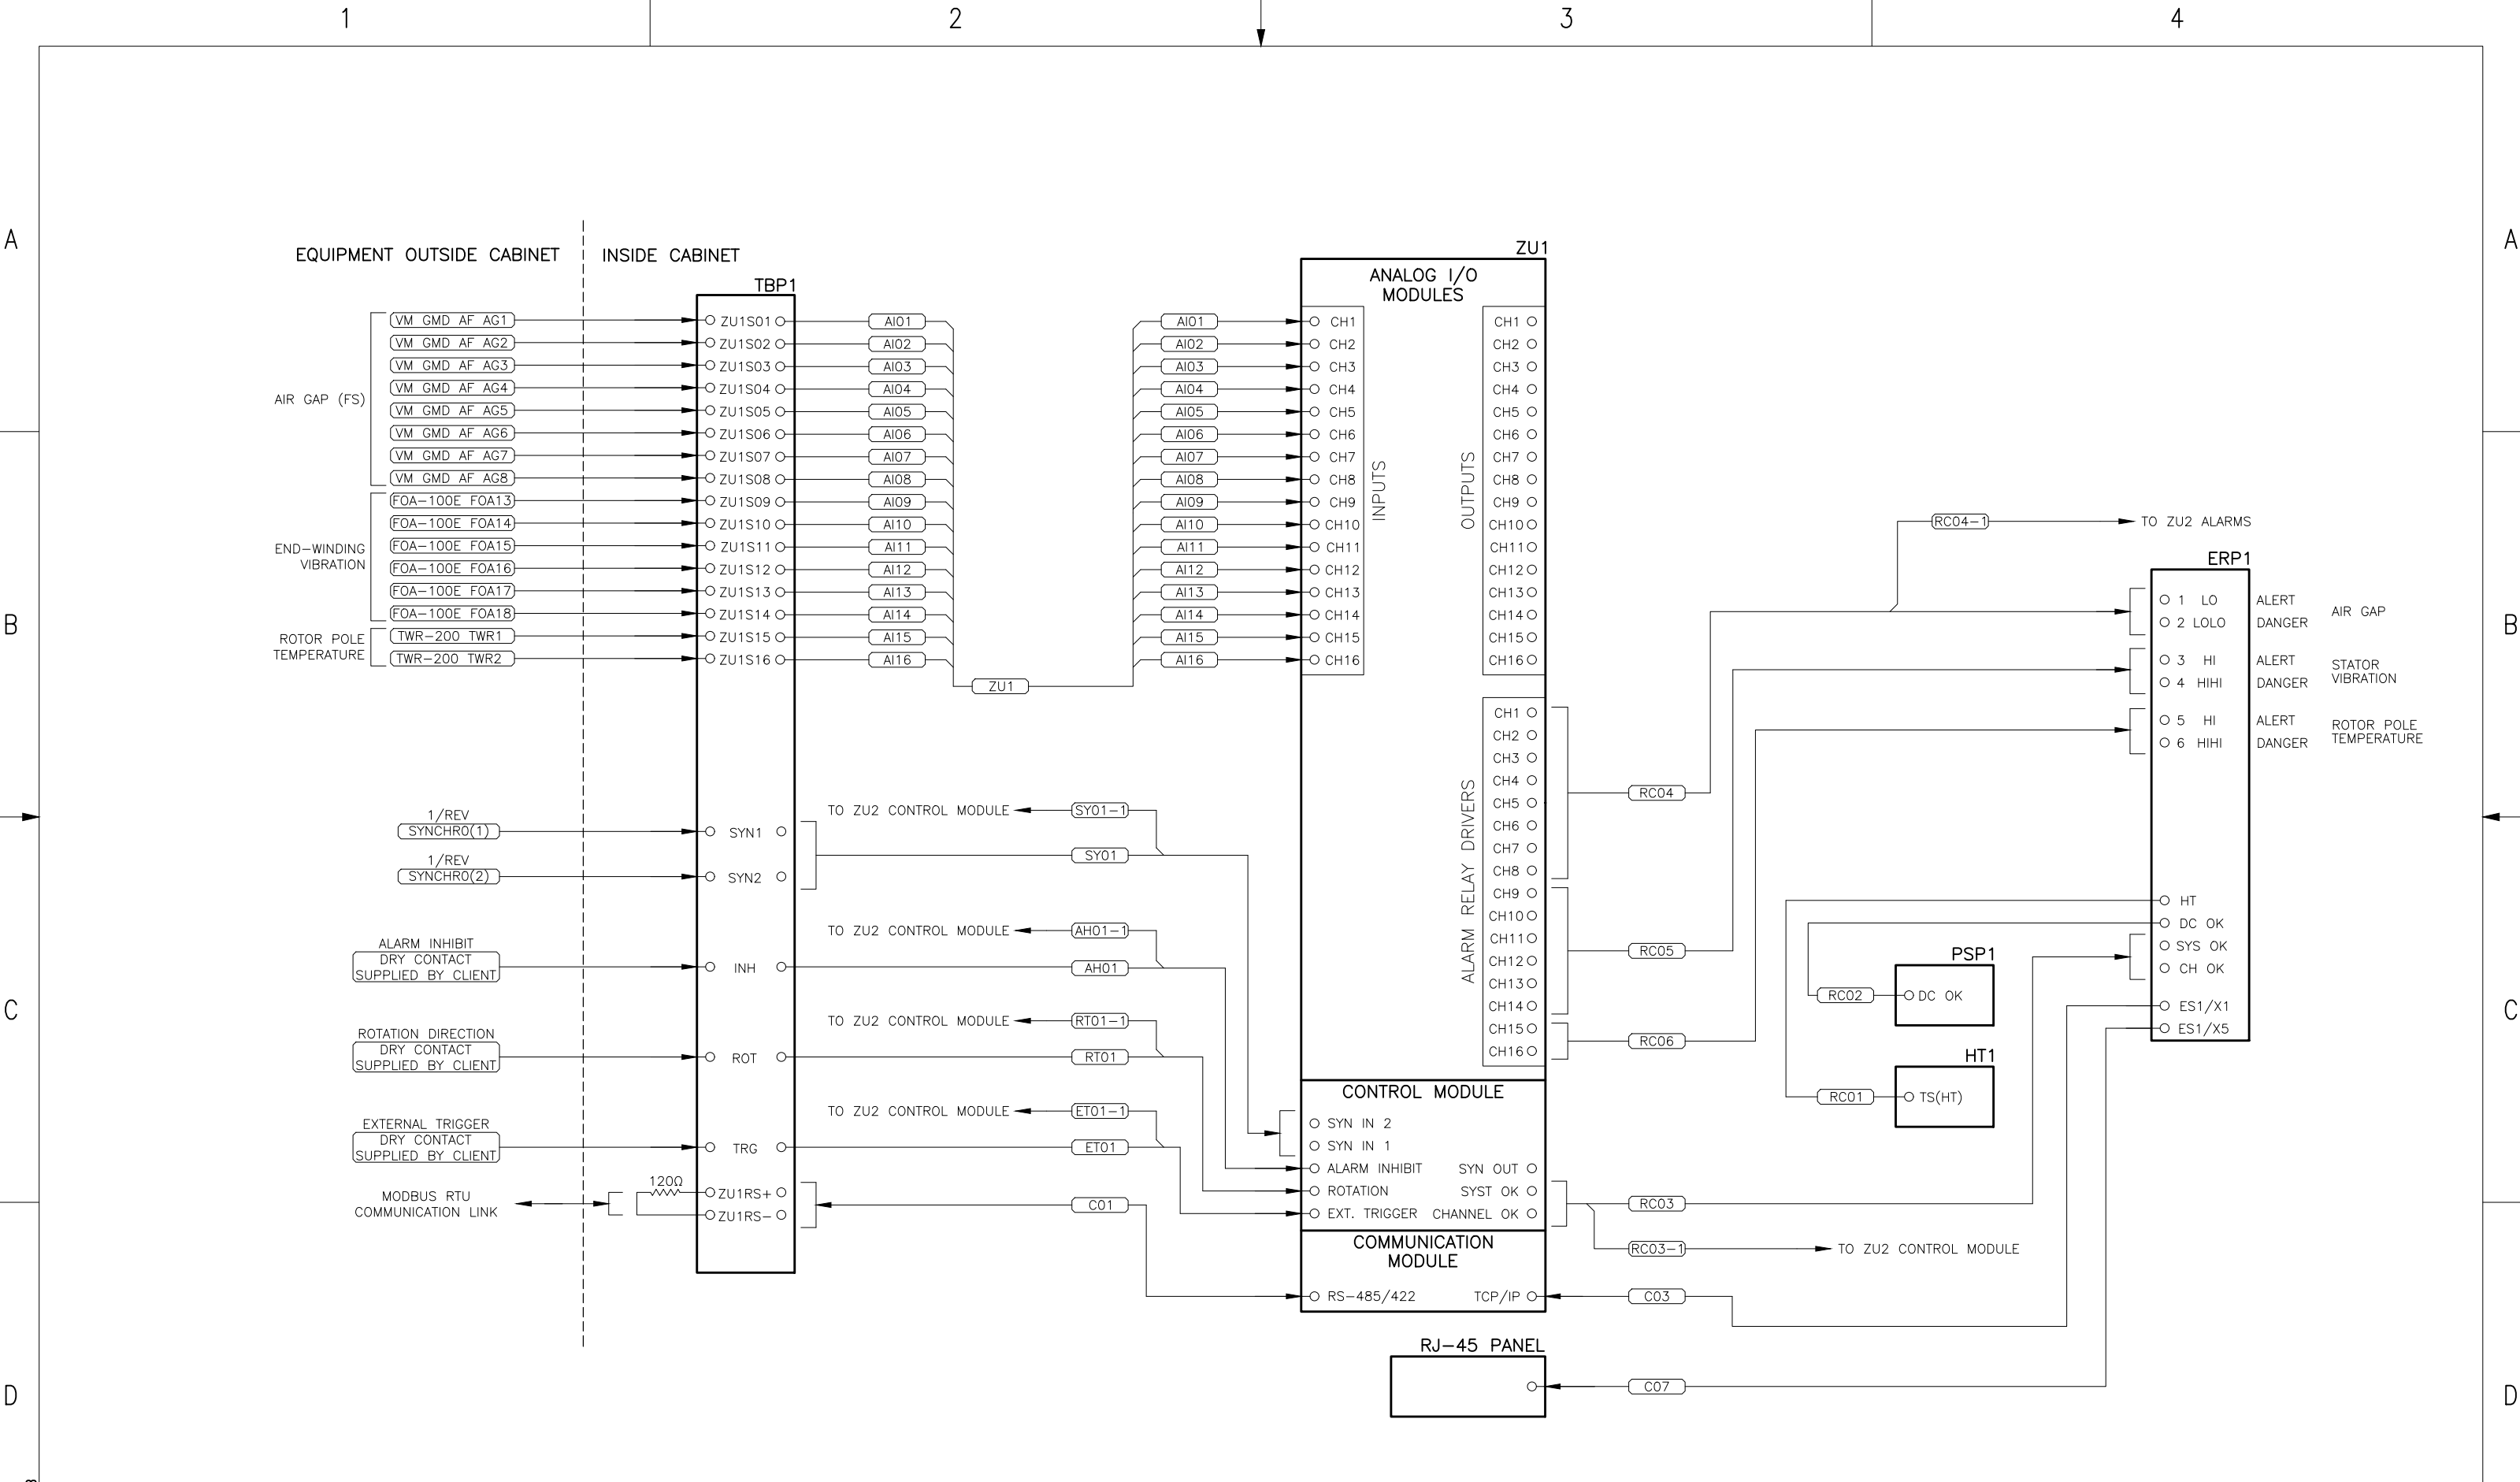 1
2
3
4
A
A
B
B
C
C
D
D
EQUIPMENT OUTSIDE CABINET
INSIDE CABINET
AIR GAP (FS)
VM GMD AF AG1
VM GMD AF AG2
VM GMD AF AG3
VM GMD AF AG4
VM GMD AF AG5
VM GMD AF AG6
VM GMD AF AG7
VM GMD AF AG8
END-WINDING
VIBRATION
FOA-100E FOA13
FOA-100E FOA14
FOA-100E FOA15
FOA-100E FOA16
FOA-100E FOA17
FOA-100E FOA18
ROTOR POLE
TEMPERATURE
TWR-200 TWR1
TWR-200 TWR2
1/REV
SYNCHRO(1)
1/REV
SYNCHRO(2)
ALARM INHIBIT
DRY CONTACT
SUPPLIED BY CLIENT
ROTATION DIRECTION
DRY CONTACT
SUPPLIED BY CLIENT
EXTERNAL TRIGGER
DRY CONTACT
SUPPLIED BY CLIENT
MODBUS RTU
COMMUNICATION LINK
120Ω
TBP1
ZU1S01
ZU1S02
ZU1S03
ZU1S04
ZU1S05
ZU1S06
ZU1S07
ZU1S08
ZU1S09
ZU1S10
ZU1S11
ZU1S12
ZU1S13
ZU1S14
ZU1S15
ZU1S16
SYN1
SYN2
INH
ROT
TRG
ZU1RS+
ZU1RS-
AI01
AI02
AI03
AI04
AI05
AI06
AI07
AI08
AI09
AI10
AI11
AI12
AI13
AI14
AI15
AI16
ZU1
AI01
AI02
AI03
AI04
AI05
AI06
AI07
AI08
AI09
AI10
AI11
AI12
AI13
AI14
AI15
AI16
TO ZU2 CONTROL MODULE
SY01-1
SY01
TO ZU2 CONTROL MODULE
AH01-1
AH01
TO ZU2 CONTROL MODULE
RT01-1
RT01
TO ZU2 CONTROL MODULE
ET01-1
ET01
C01
ZU1
ANALOG I/O
MODULES
INPUTS
CH1
CH2
CH3
CH4
CH5
CH6
CH7
CH8
CH9
CH10
CH11
CH12
CH13
CH14
CH15
CH16
OUTPUTS
CH1
CH2
CH3
CH4
CH5
CH6
CH7
CH8
CH9
CH10
CH11
CH12
CH13
CH14
CH15
CH16
ALARM RELAY DRIVERS
CH1
CH2
CH3
CH4
CH5
CH6
CH7
CH8
CH9
CH10
CH11
CH12
CH13
CH14
CH15
CH16
CONTROL MODULE
SYN IN 2
SYN IN 1
ALARM INHIBIT
SYN OUT
ROTATION
SYST OK
EXT. TRIGGER
CHANNEL OK
COMMUNICATION
MODULE
RS-485/422
TCP/IP
RJ-45 PANEL
RC04
RC05
RC06
RC03
RC03-1
TO ZU2 CONTROL MODULE
C03
C07
RC04-1
TO ZU2 ALARMS
PSP1
RC02
DC OK
HT1
RC01
TS(HT)
ERP1
1 LO ALERT
2 LOLO DANGER
AIR GAP
3 HI ALERT
4 HIHI DANGER
STATOR
VIBRATION
5 HI ALERT
6 HIHI DANGER
ROTOR POLE
TEMPERATURE
HT
DC OK
SYS OK
CH OK
ES1/X1
ES1/X5